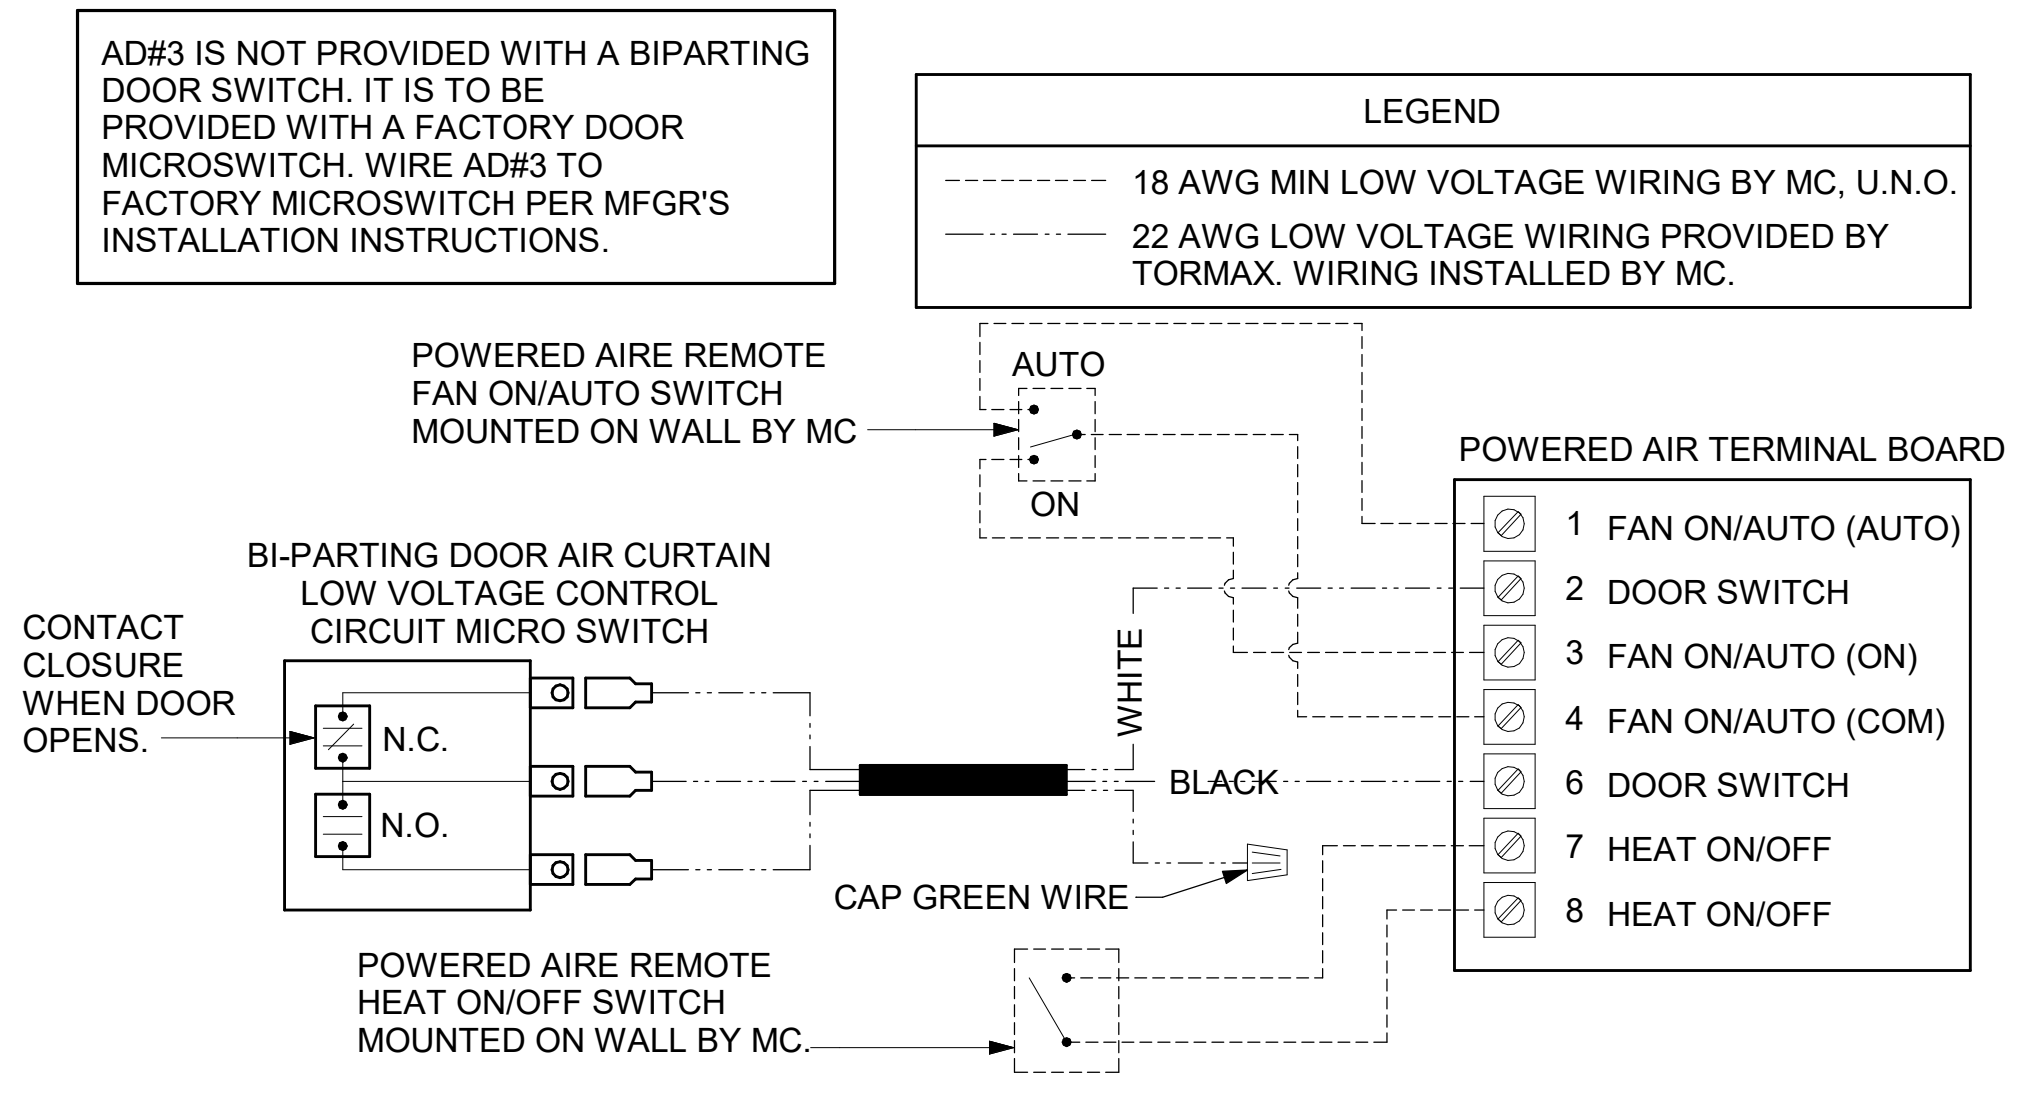 AD#3 IS NOT PROVIDED WITH A BIPARTING
DOOR SWITCH. IT IS TO BE
PROVIDED WITH A FACTORY DOOR
MICROSWITCH. WIRE AD#3 TO
FACTORY MICROSWITCH PER MFGR'S
INSTALLATION INSTRUCTIONS.
LEGEND
18 AWG MIN LOW VOLTAGE WIRING BY MC, U.N.O.
22 AWG LOW VOLTAGE WIRING PROVIDED BY
TORMAX. WIRING INSTALLED BY MC.
POWERED AIRE REMOTE
FAN ON/AUTO SWITCH
MOUNTED ON WALL BY MC
AUTO
ON
POWERED AIR TERMINAL BOARD
1 FAN ON/AUTO (AUTO)
2 DOOR SWITCH
3 FAN ON/AUTO (ON)
4 FAN ON/AUTO (COM)
6 DOOR SWITCH
7 HEAT ON/OFF
8 HEAT ON/OFF
BI-PARTING DOOR AIR CURTAIN
LOW VOLTAGE CONTROL
CIRCUIT MICRO SWITCH
CONTACT
CLOSURE
WHEN DOOR
OPENS.
N.C.
N.O.
WHITE
BLACK
CAP GREEN WIRE
POWERED AIRE REMOTE
HEAT ON/OFF SWITCH
MOUNTED ON WALL BY MC.